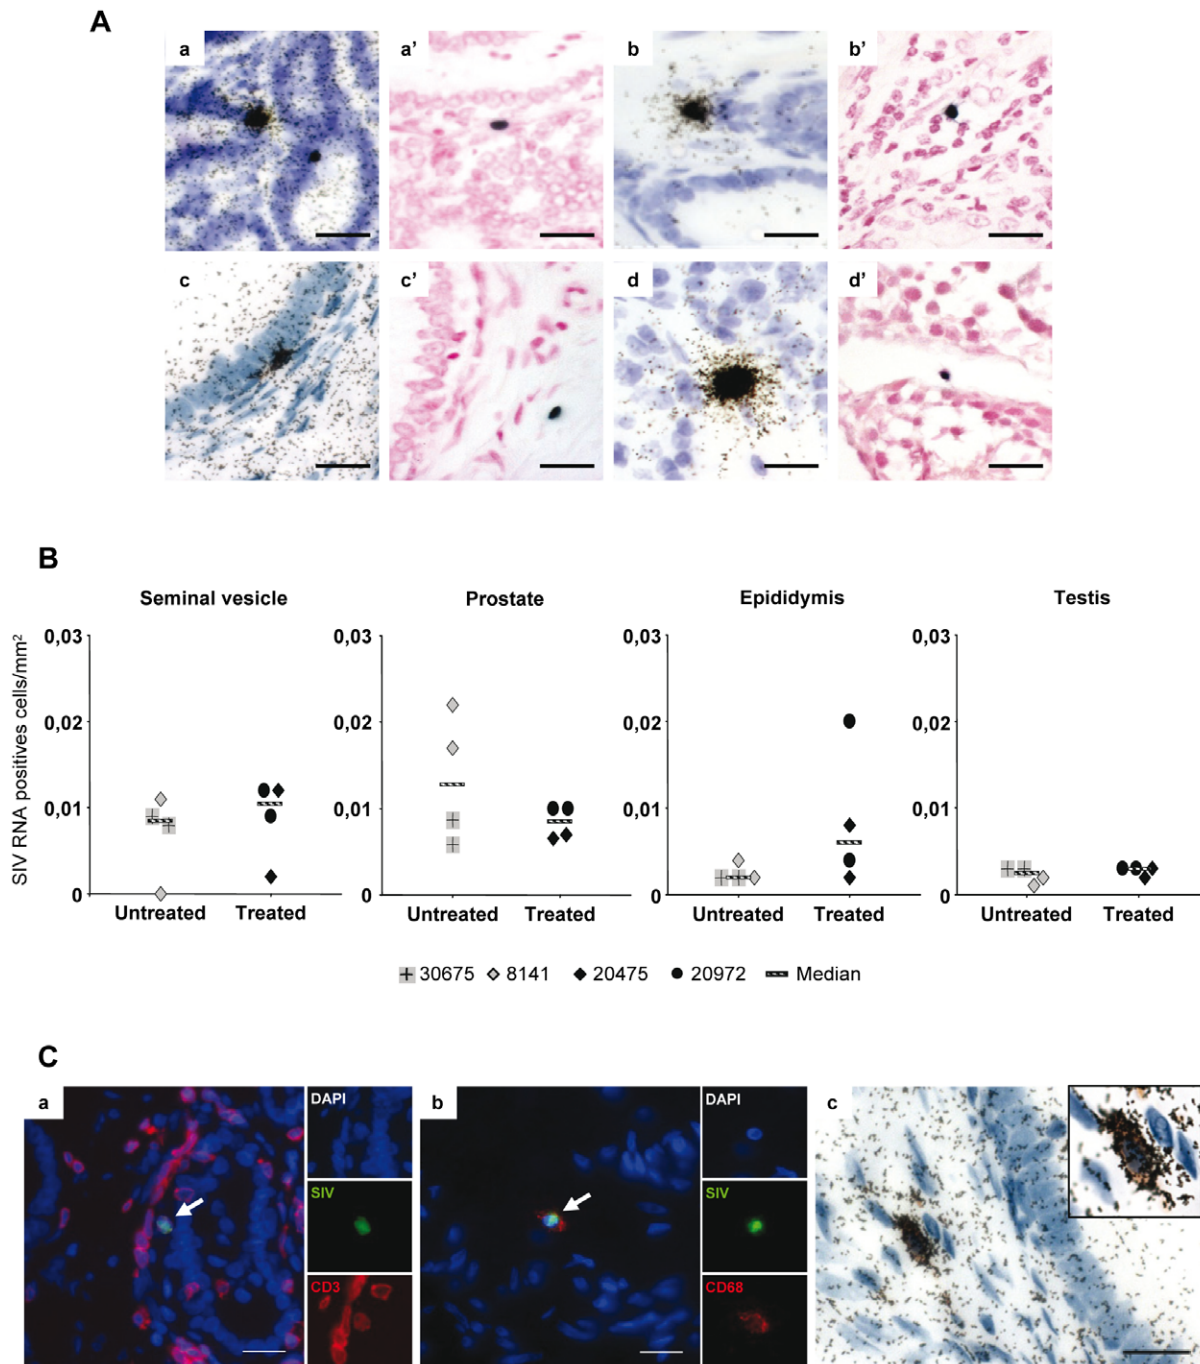 A
a a’ b b’
c c’ d d’
B
Seminal vesicle Prostate Epididymis Testis
SIV RNA positives cells/mm²
0,03 0,03 0,03 0,03
0,02 0,02 0,02 0,02
0,01 0,01 0,01 0,01
0 0 0 0
Untreated Treated Untreated Treated Untreated Treated Untreated Treated
30675 8141 20475 20972 Median
C
a DAPI b DAPI c
SIV SIV
CD3 CD68